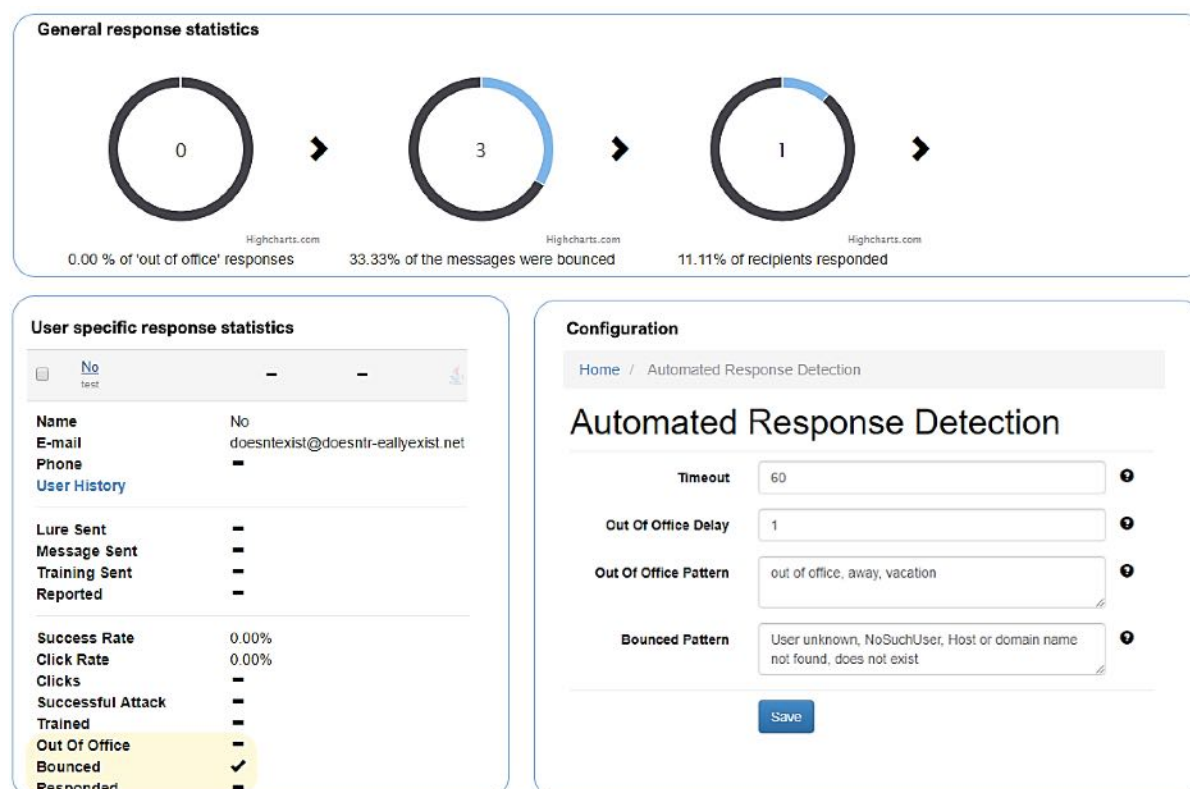 General response statistics
0
3
1
Highcharts.com
Highcharts.com
Highcharts.com
0.00 % of 'out of office' responses
33.33% of the messages were bounced
11.11% of recipients responded
User specific response statistics
No
test
Name No
E-mail doesntexist@doesntr-eallyexist.net
Phone
User History
Lure Sent
Message Sent
Training Sent
Reported
Success Rate 0.00%
Click Rate 0.00%
Clicks
Successful Attack
Trained
Out Of Office
Bounced
Responded
Configuration
Home / Automated Response Detection
Automated Response Detection
Timeout 60
Out Of Office Delay 1
Out Of Office Pattern out of office, away, vacation
Bounced Pattern User unknown, NoSuchUser, Host or domain name
not found, does not exist
Save